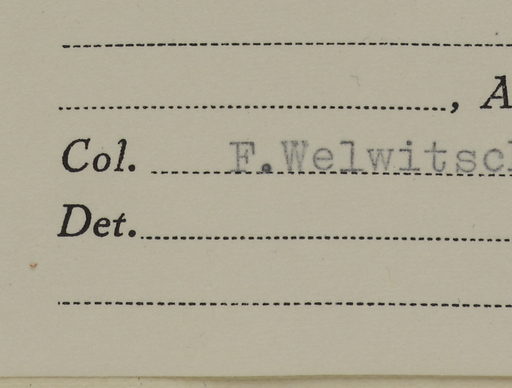 , A
Col. F.Welwitsc
Det.